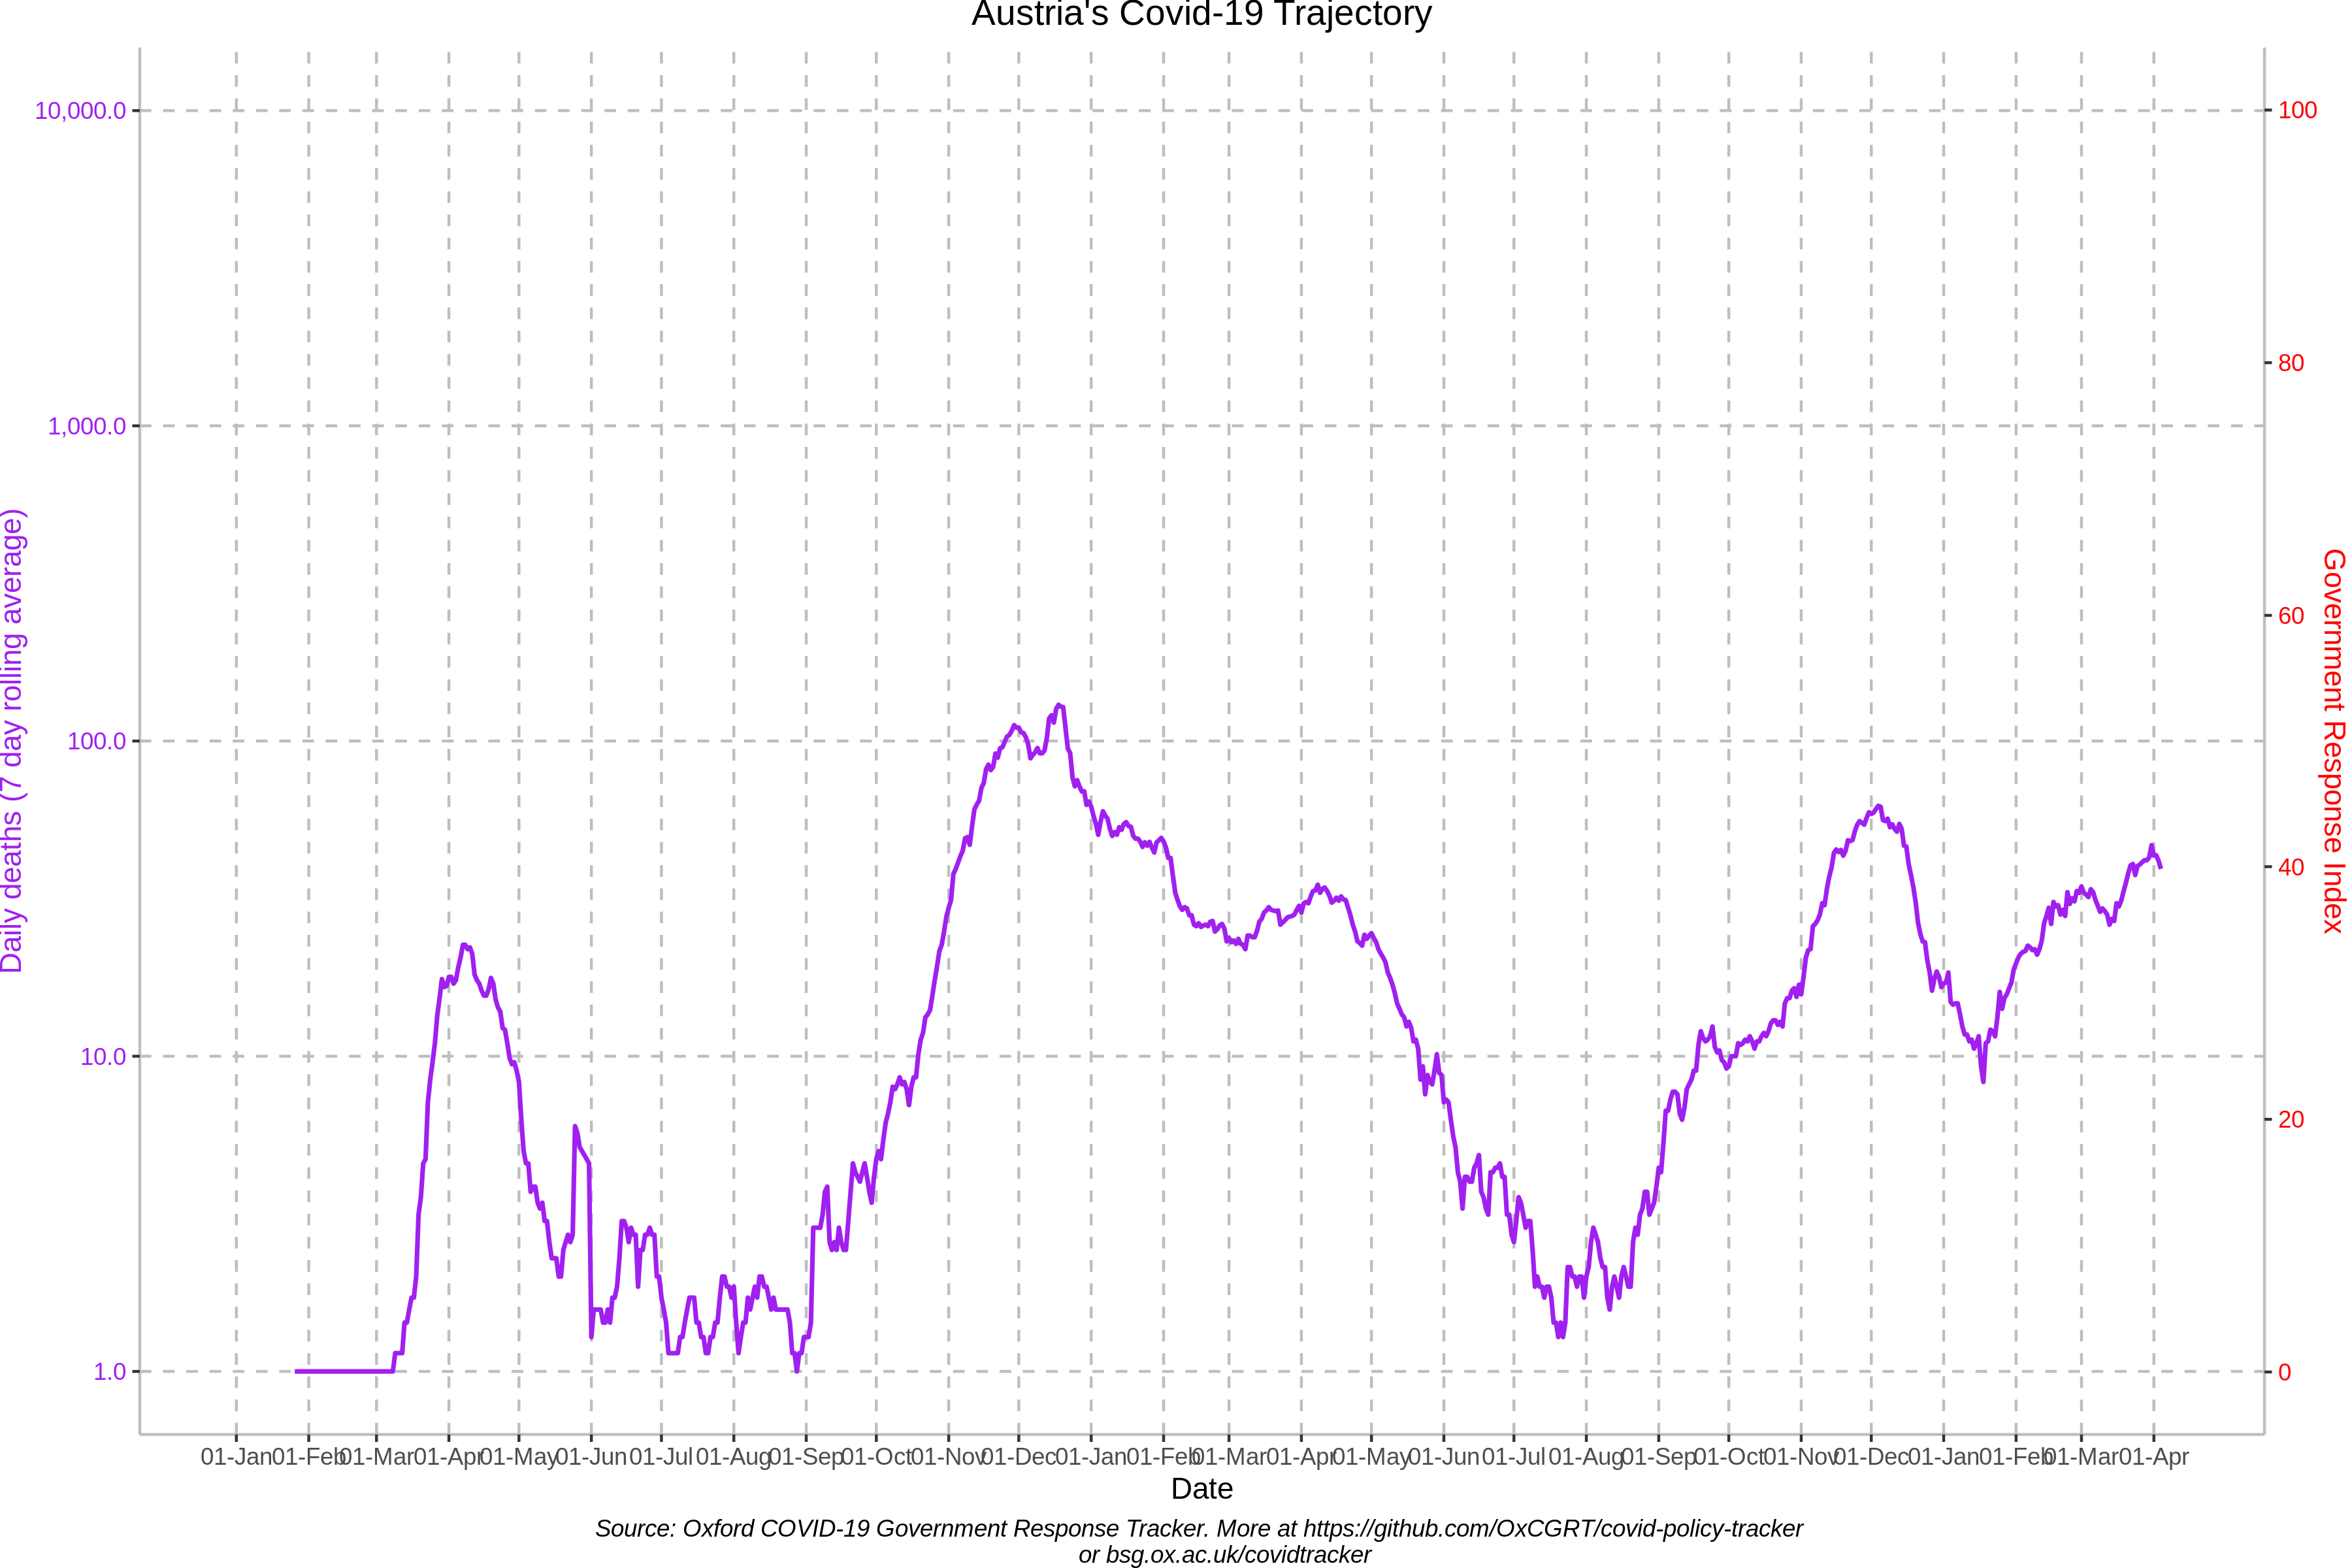 Austria's Covid-19 Trajectory
10,000.0
1,000.0
100.0
10.0
1.0
Daily deaths (7 day rolling average)
100
80
60
40
20
0
Government Response Index
01-Jan 01-Feb 01-Mar 01-Apr 01-May 01-Jun 01-Jul 01-Aug 01-Sep 01-Oct 01-Nov 01-Dec 01-Jan 01-Feb 01-Mar 01-Apr 01-May 01-Jun 01-Jul 01-Aug 01-Sep 01-Oct 01-Nov 01-Dec 01-Jan 01-Feb 01-Mar 01-Apr
Date
Source: Oxford COVID-19 Government Response Tracker. More at https://github.com/OxCGRT/covid-policy-tracker
or bsg.ox.ac.uk/covidtracker